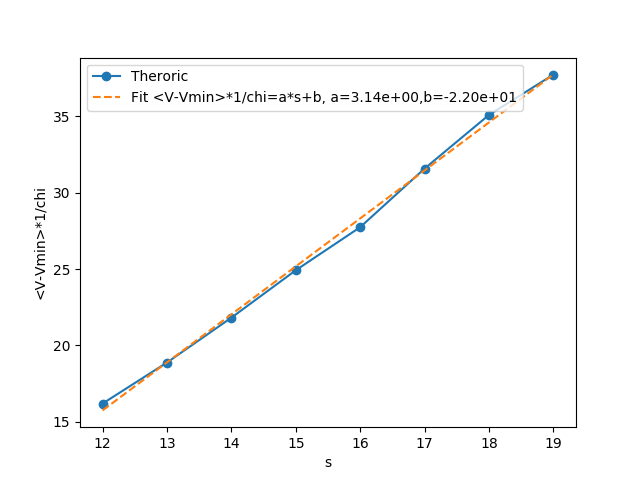 Theroric
Fit <V-Vmin>*1/chi=a*s+b, a=3.14e+00,b=-2.20e+01
<V-Vmin>*1/chi
35
30
25
20
15
12 13 14 15 16 17 18 19
s